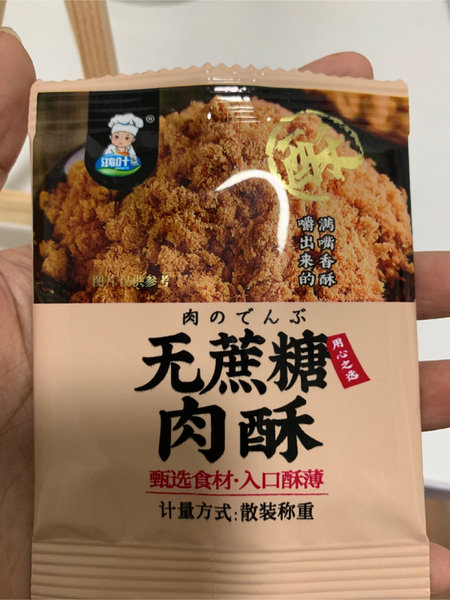 ®
鸿叶
酥
满嘴香酥
嚼出来的
图片仅供参考
肉のでんぶ
无蔗糖
肉酥
用心之选
甄选食材·入口酥薄
计量方式:散装称重